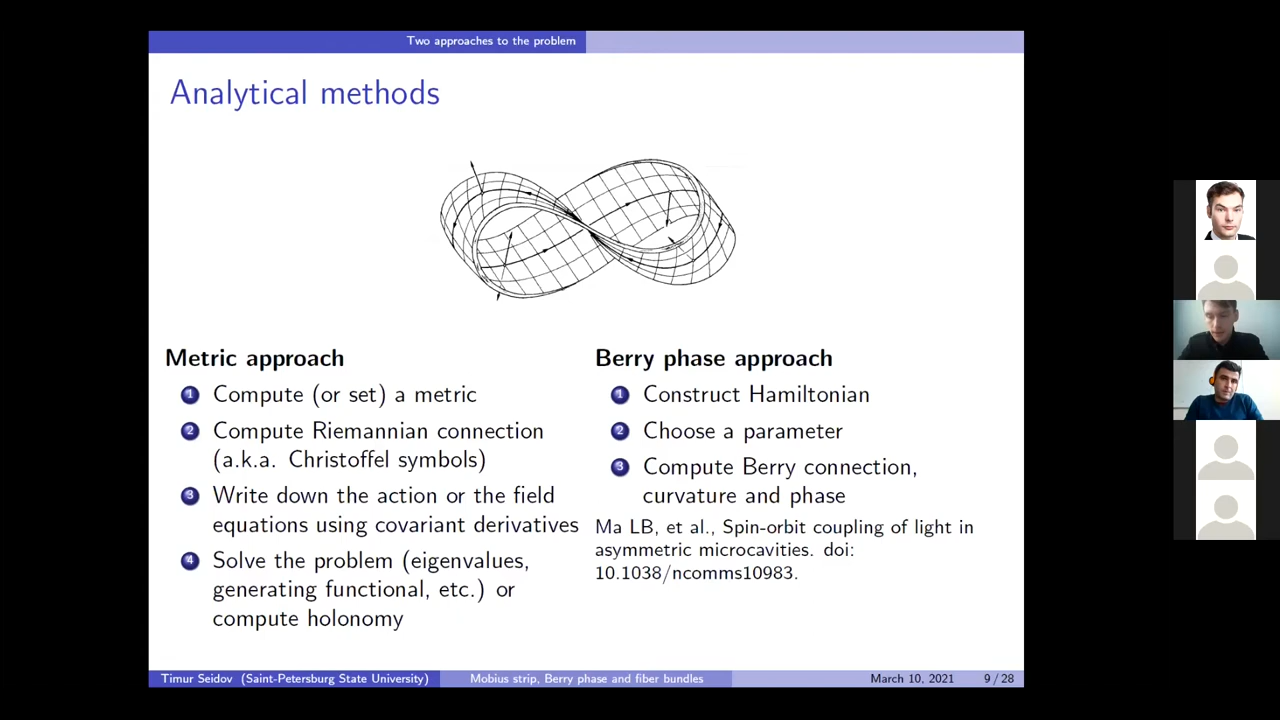 Two approaches to the problem
Analytical methods
Metric approach
1 Compute (or set) a metric
2 Compute Riemannian connection
(a.k.a. Christoffel symbols)
3 Write down the action or the field
equations using covariant derivatives
4 Solve the problem (eigenvalues,
generating functional, etc.) or
compute holonomy
Berry phase approach
1 Construct Hamiltonian
2 Choose a parameter
3 Compute Berry connection,
curvature and phase
Ma LB, et al., Spin-orbit coupling of light in
asymmetric microcavities. doi:
10.1038/ncomms10983.
Timur Seidov (Saint-Petersburg State University)
Mobius strip, Berry phase and fiber bundles
March 10, 2021
9 / 28